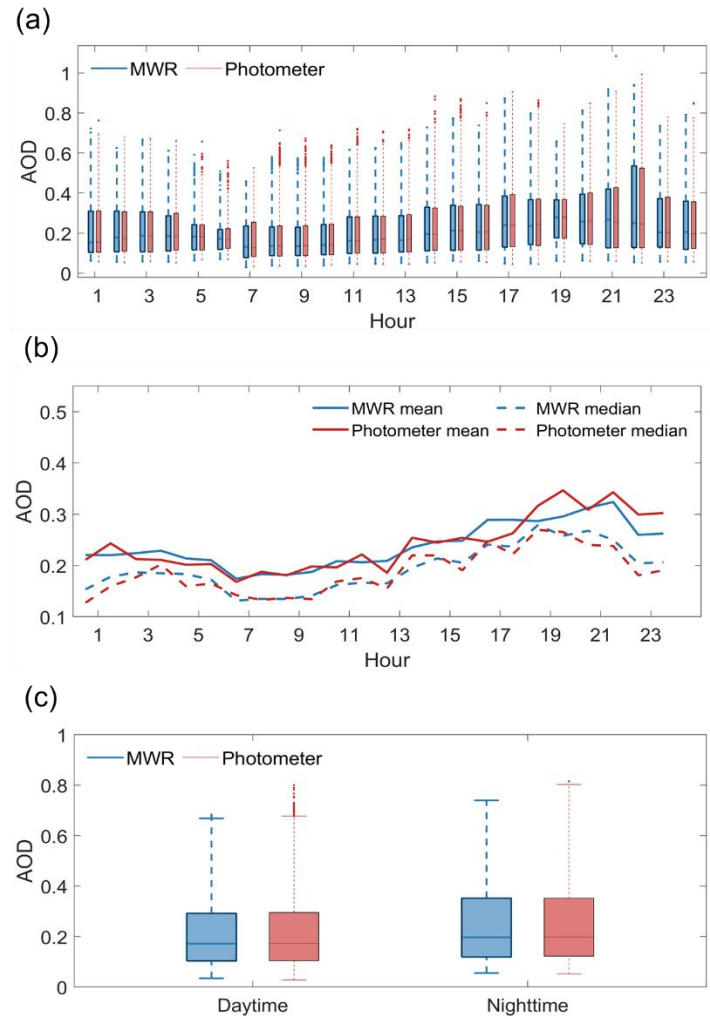 (a)
MWR Photometer
1
0.8
0.6
0.4
0.2
0
AOD
1 3 5 7 9 11 13 15 17 19 21 23
Hour
(b)
MWR mean MWR median
Photometer mean Photometer median
0.5
0.4
0.3
0.2
0.1
AOD
1 3 5 7 9 11 13 15 17 19 21 23
Hour
(c)
MWR Photometer
1
0.8
0.6
0.4
0.2
0
AOD
Daytime Nighttime